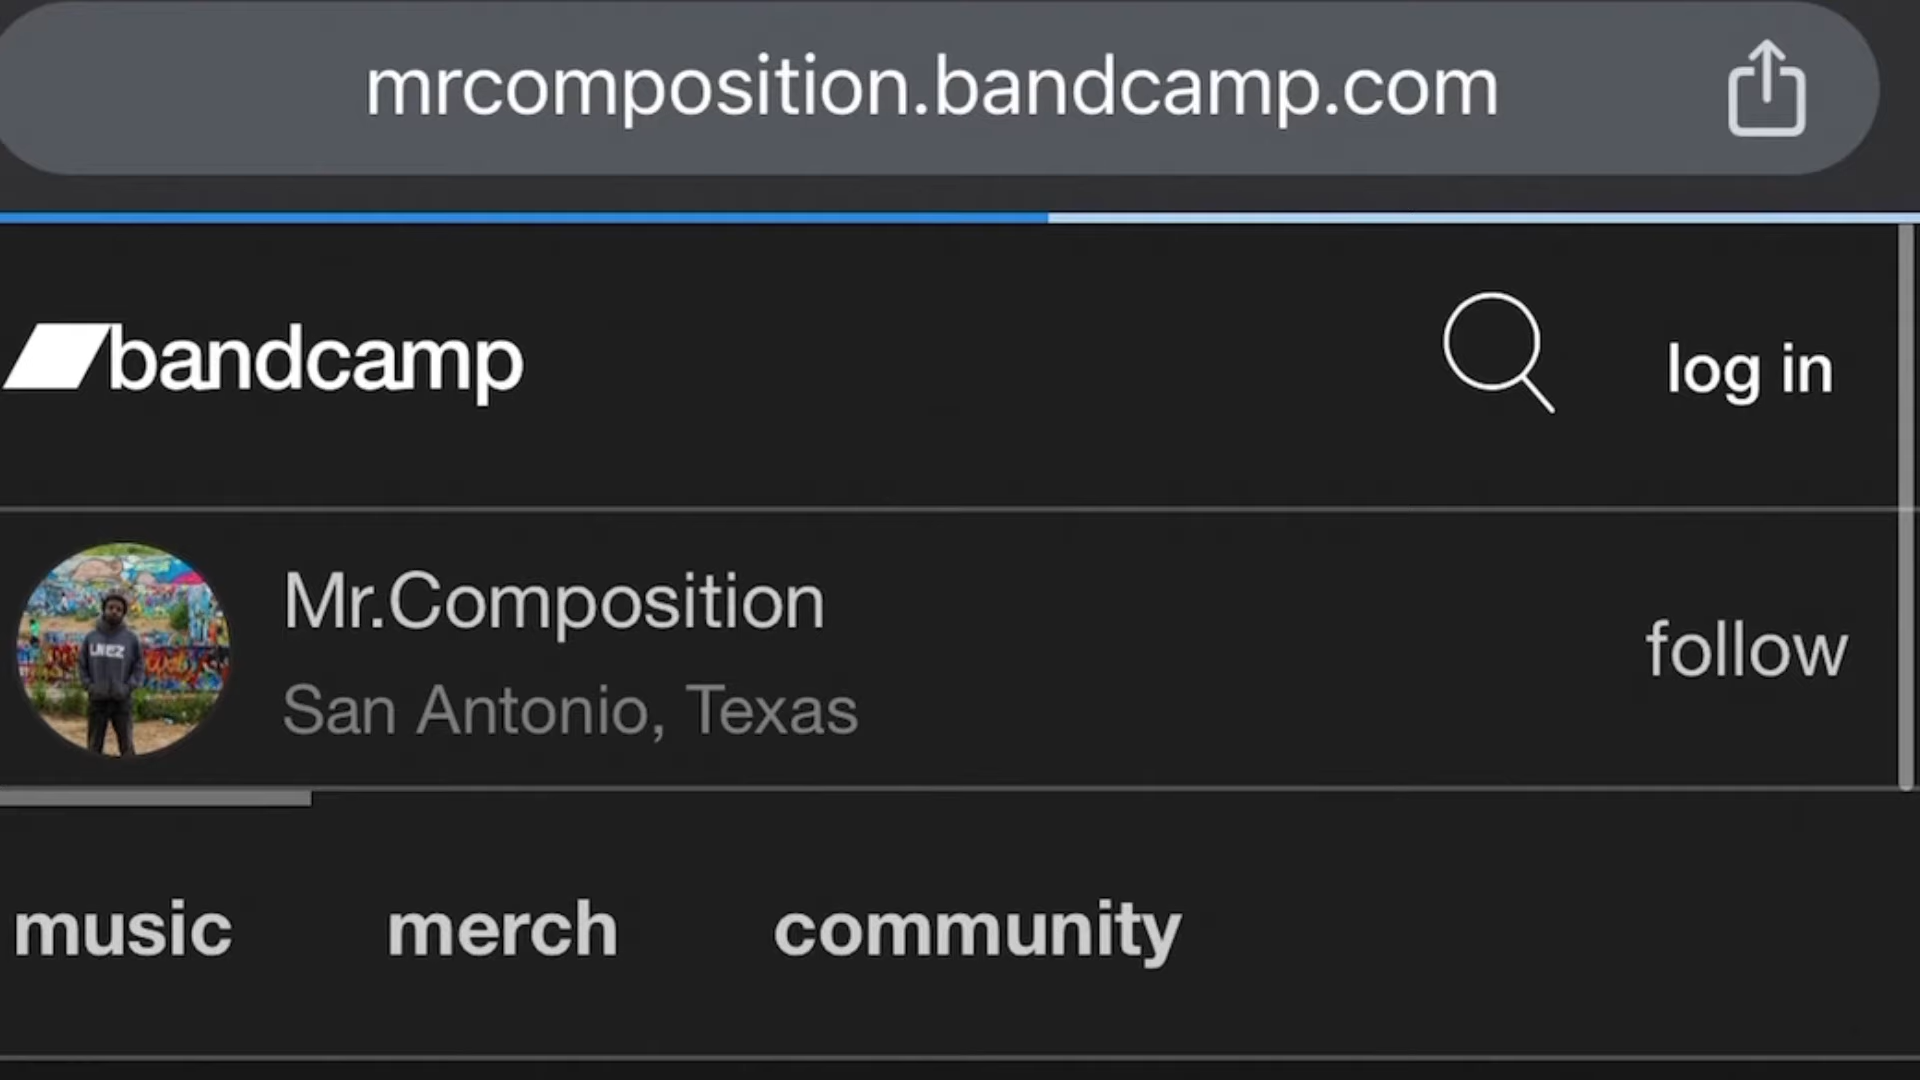 mrcomposition.bandcamp.com
bandcamp
log in
Mr.Composition
San Antonio, Texas
follow
music
merch
community